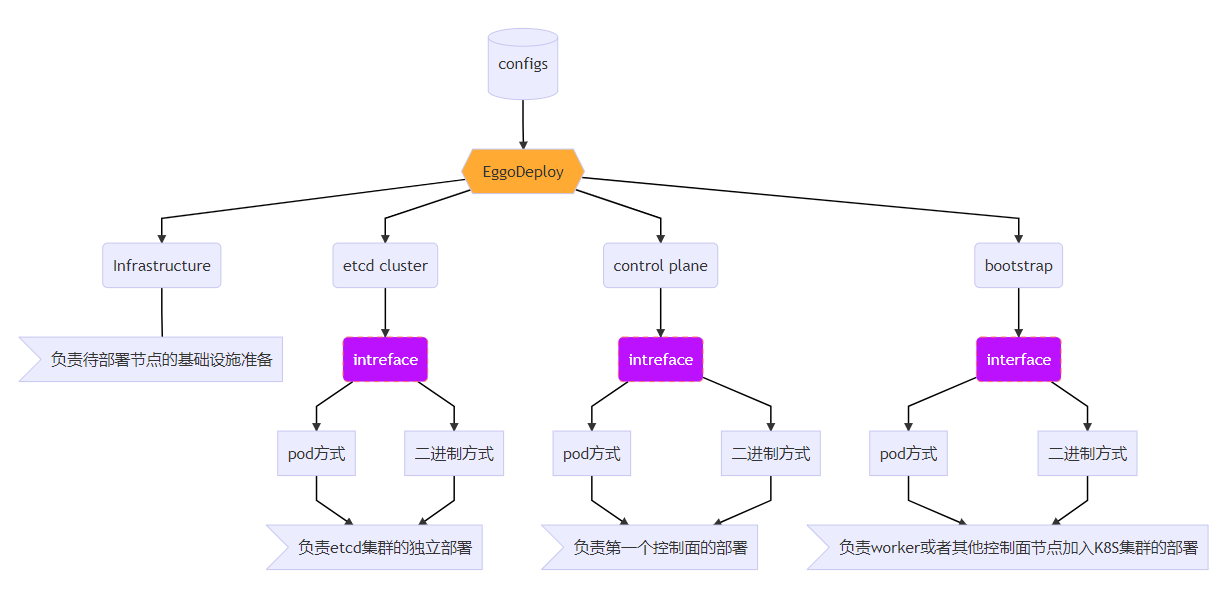 configs
EggoDeploy
Infrastructure
etcd cluster
control plane
bootstrap
负责待部署节点的基础设施准备
intreface
intreface
interface
pod方式
二进制方式
pod方式
二进制方式
pod方式
二进制方式
负责etcd集群的独立部署
负责第一个控制面的部署
负责worker或者其他控制面节点加入K8S集群的部署